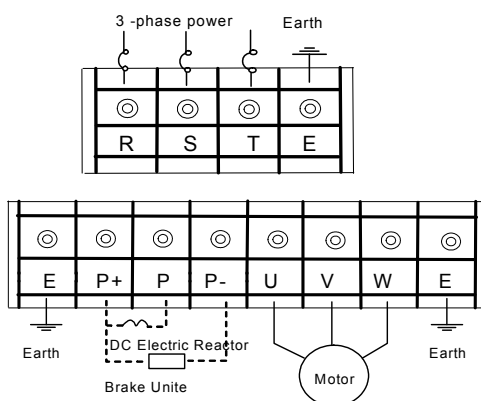 3 -phase power Earth
R S T E
E P+ P P- U V W E
Earth DC Electric Reactor Earth
Brake Unite Motor